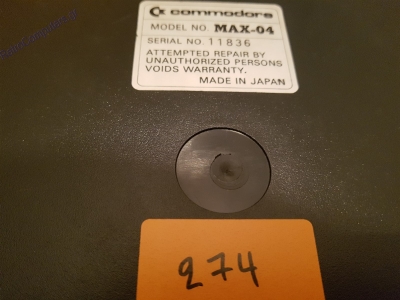 commodore
MODEL NO. MAX-04
SERIAL NO. 11836
ATTEMPTED REPAIR BY
UNAUTHORIZED PERSONS
VOIDS WARRANTY.
MADE IN JAPAN
274